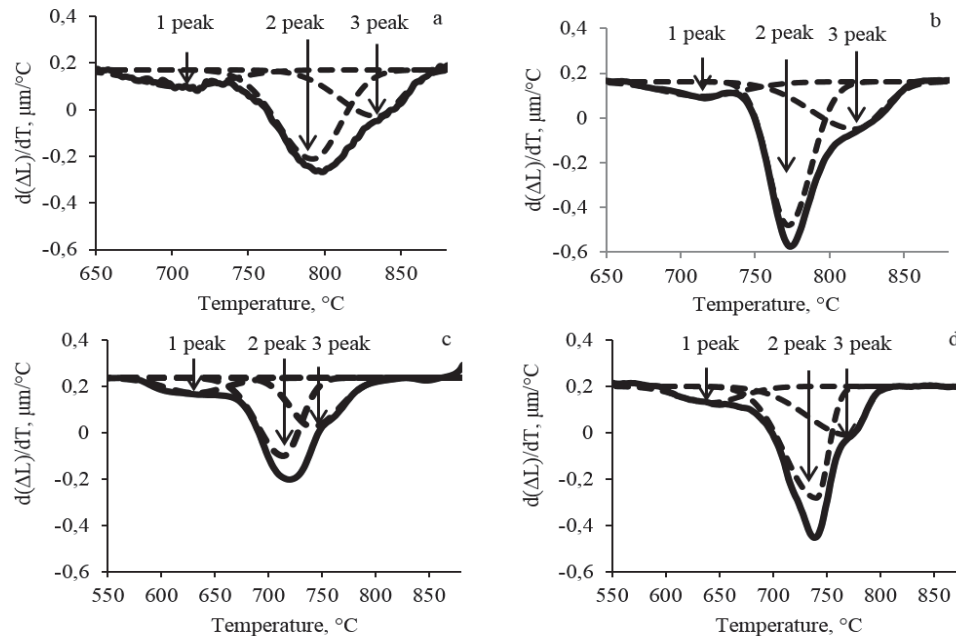 a
1 peak 2 peak 3 peak
d(ΔL)/dT, μm/°C
0,4
0,2
0
-0,2
-0,4
-0,6
650 700 750 800 850
Temperature, °C
b
1 peak 2 peak 3 peak
d(ΔL)/dT, μm/°C
0,4
0,2
0
-0,2
-0,4
-0,6
650 700 750 800 850
Temperature, °C
c
1 peak 2 peak 3 peak
d(ΔL)/dT, μm/°C
0,4
0,2
0
-0,2
-0,4
-0,6
550 600 650 700 750 800 850
Temperature, °C
d
1 peak 2 peak 3 peak
d(ΔL)/dT, μm/°C
0,4
0,2
0
-0,2
-0,4
-0,6
550 600 650 700 750 800 850
Temperature, °C